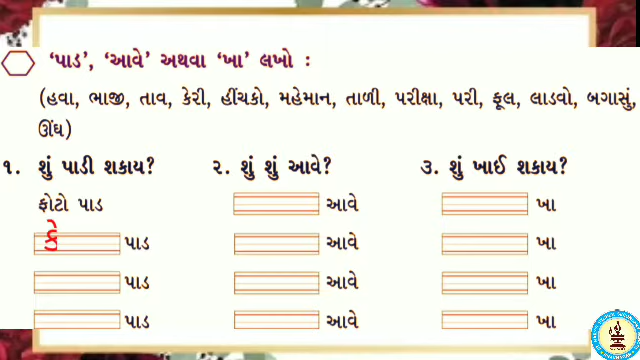 ‘પાડ’, ‘આવે’ અથવા ‘ખા’ લખો :
(હવા, ભાજી, તાવ, કેરી, હીંચકો, મહેમાન, તાળી, પરીક્ષા, પરી, ફૂલ, લાડવો, બગાસું,
ઊંઘ)
૧. શું પાડી શકાય? ૨. શું શું આવે? ૩. શું ખાઈ શકાય?
ફોટો પાડ આવે ખા
કે પાડ આવે ખા
પાડ આવે ખા
પાડ આવે ખા